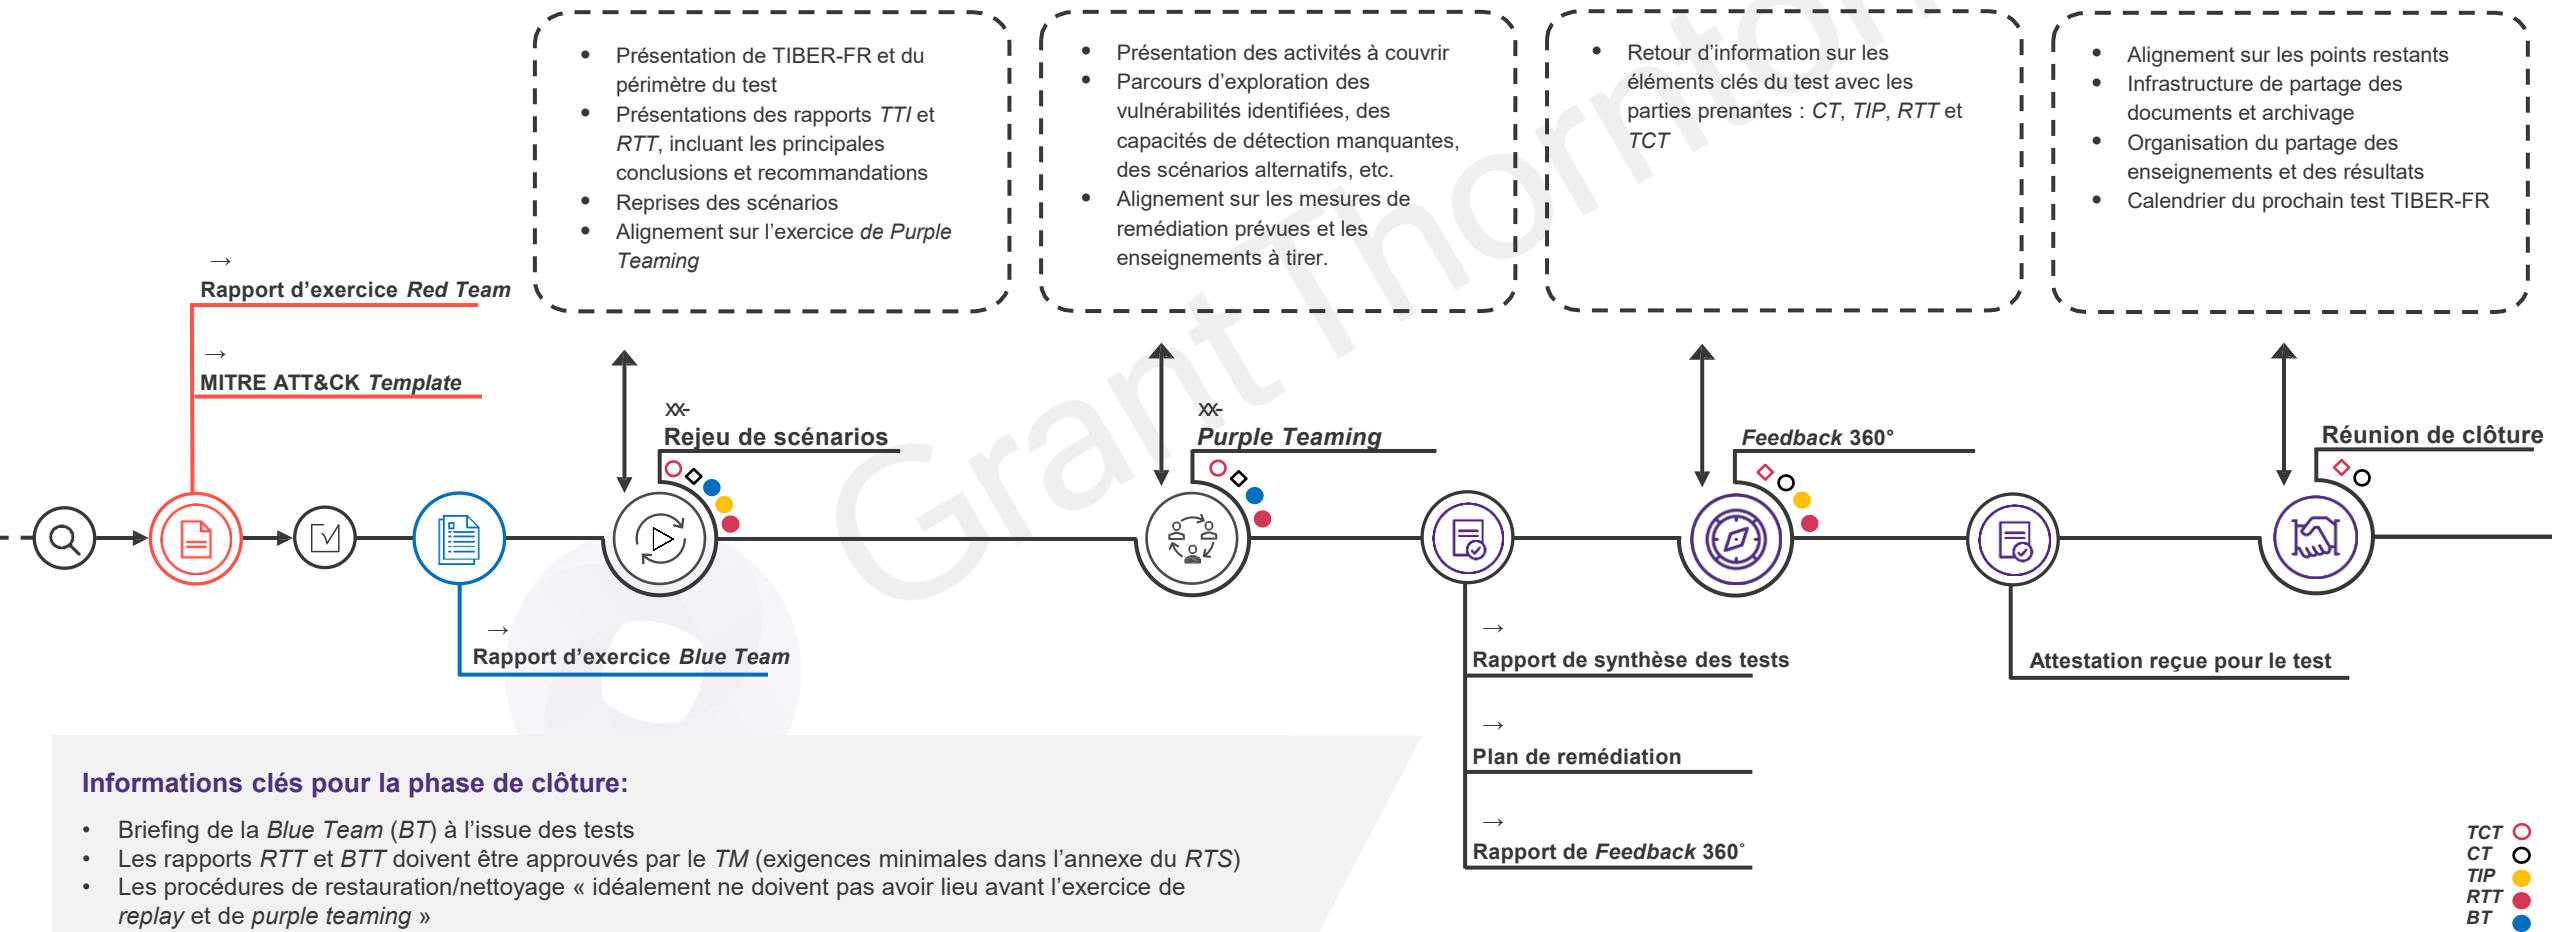 • Présentation de TIBER-FR et du
périmètre du test
• Présentations des rapports TTI et
RTT, incluant les principales
conclusions et recommandations
• Reprises des scénarios
• Alignement sur l'exercice de Purple
Teaming
• Présentation des activités à couvrir
• Parcours d'exploration des
vulnérabilités identifiées, des
capacités de détection manquantes,
des scénarios alternatifs, etc.
• Alignement sur les mesures de
remédiation prévues et les
enseignements à tirer.
• Retour d'information sur les
éléments clés du test avec les
parties prenantes : CT, TIP, RTT et
TCT
• Alignement sur les points restants
• Infrastructure de partage des
documents et archivage
• Organisation du partage des
enseignements et des résultats
• Calendrier du prochain test TIBER-FR
→
Rapport d'exercice Red Team
→
MITRE ATT&CK Template
XX-
Rejeu de scénarios
XX-
Purple Teaming
Feedback 360°
Réunion de clôture
→
Rapport d'exercice Blue Team
→
Rapport de synthèse des tests
→
Plan de remédiation
→
Rapport de Feedback 360°
Attestation reçue pour le test
Informations clés pour la phase de clôture:
• Briefing de la Blue Team (BT) à l'issue des tests
• Les rapports RTT et BTT doivent être approuvés par le TM (exigences minimales dans l'annexe du RTS)
• Les procédures de restauration/nettoyage « idéalement ne doivent pas avoir lieu avant l'exercice de
replay et de purple teaming »
TCT
CT
TIP
RTT
BT
Grant Thornton